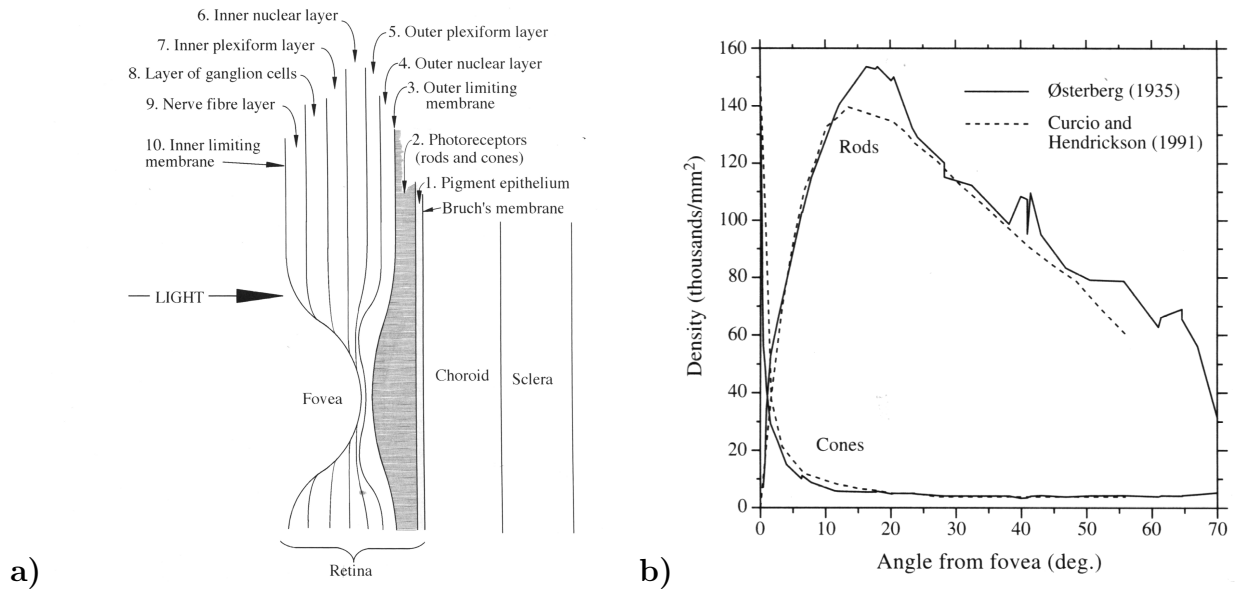 6. Inner nuclear layer
7. Inner plexiform layer
5. Outer plexiform layer
8. Layer of ganglion cells
4. Outer nuclear layer
9. Nerve fibre layer
3. Outer limiting
membrane
10. Inner limiting
membrane
2. Photoreceptors
(rods and cones)
1. Pigment epithelium
Bruch's membrane
LIGHT
Fovea
Choroid
Sclera
Retina
a)
160
140
120
100
80
60
40
20
0
Density (thousands/mm²)
Østerberg (1935)
Curcio and
Hendrickson (1991)
Rods
Cones
0 10 20 30 40 50 60 70
Angle from fovea (deg.)
b)